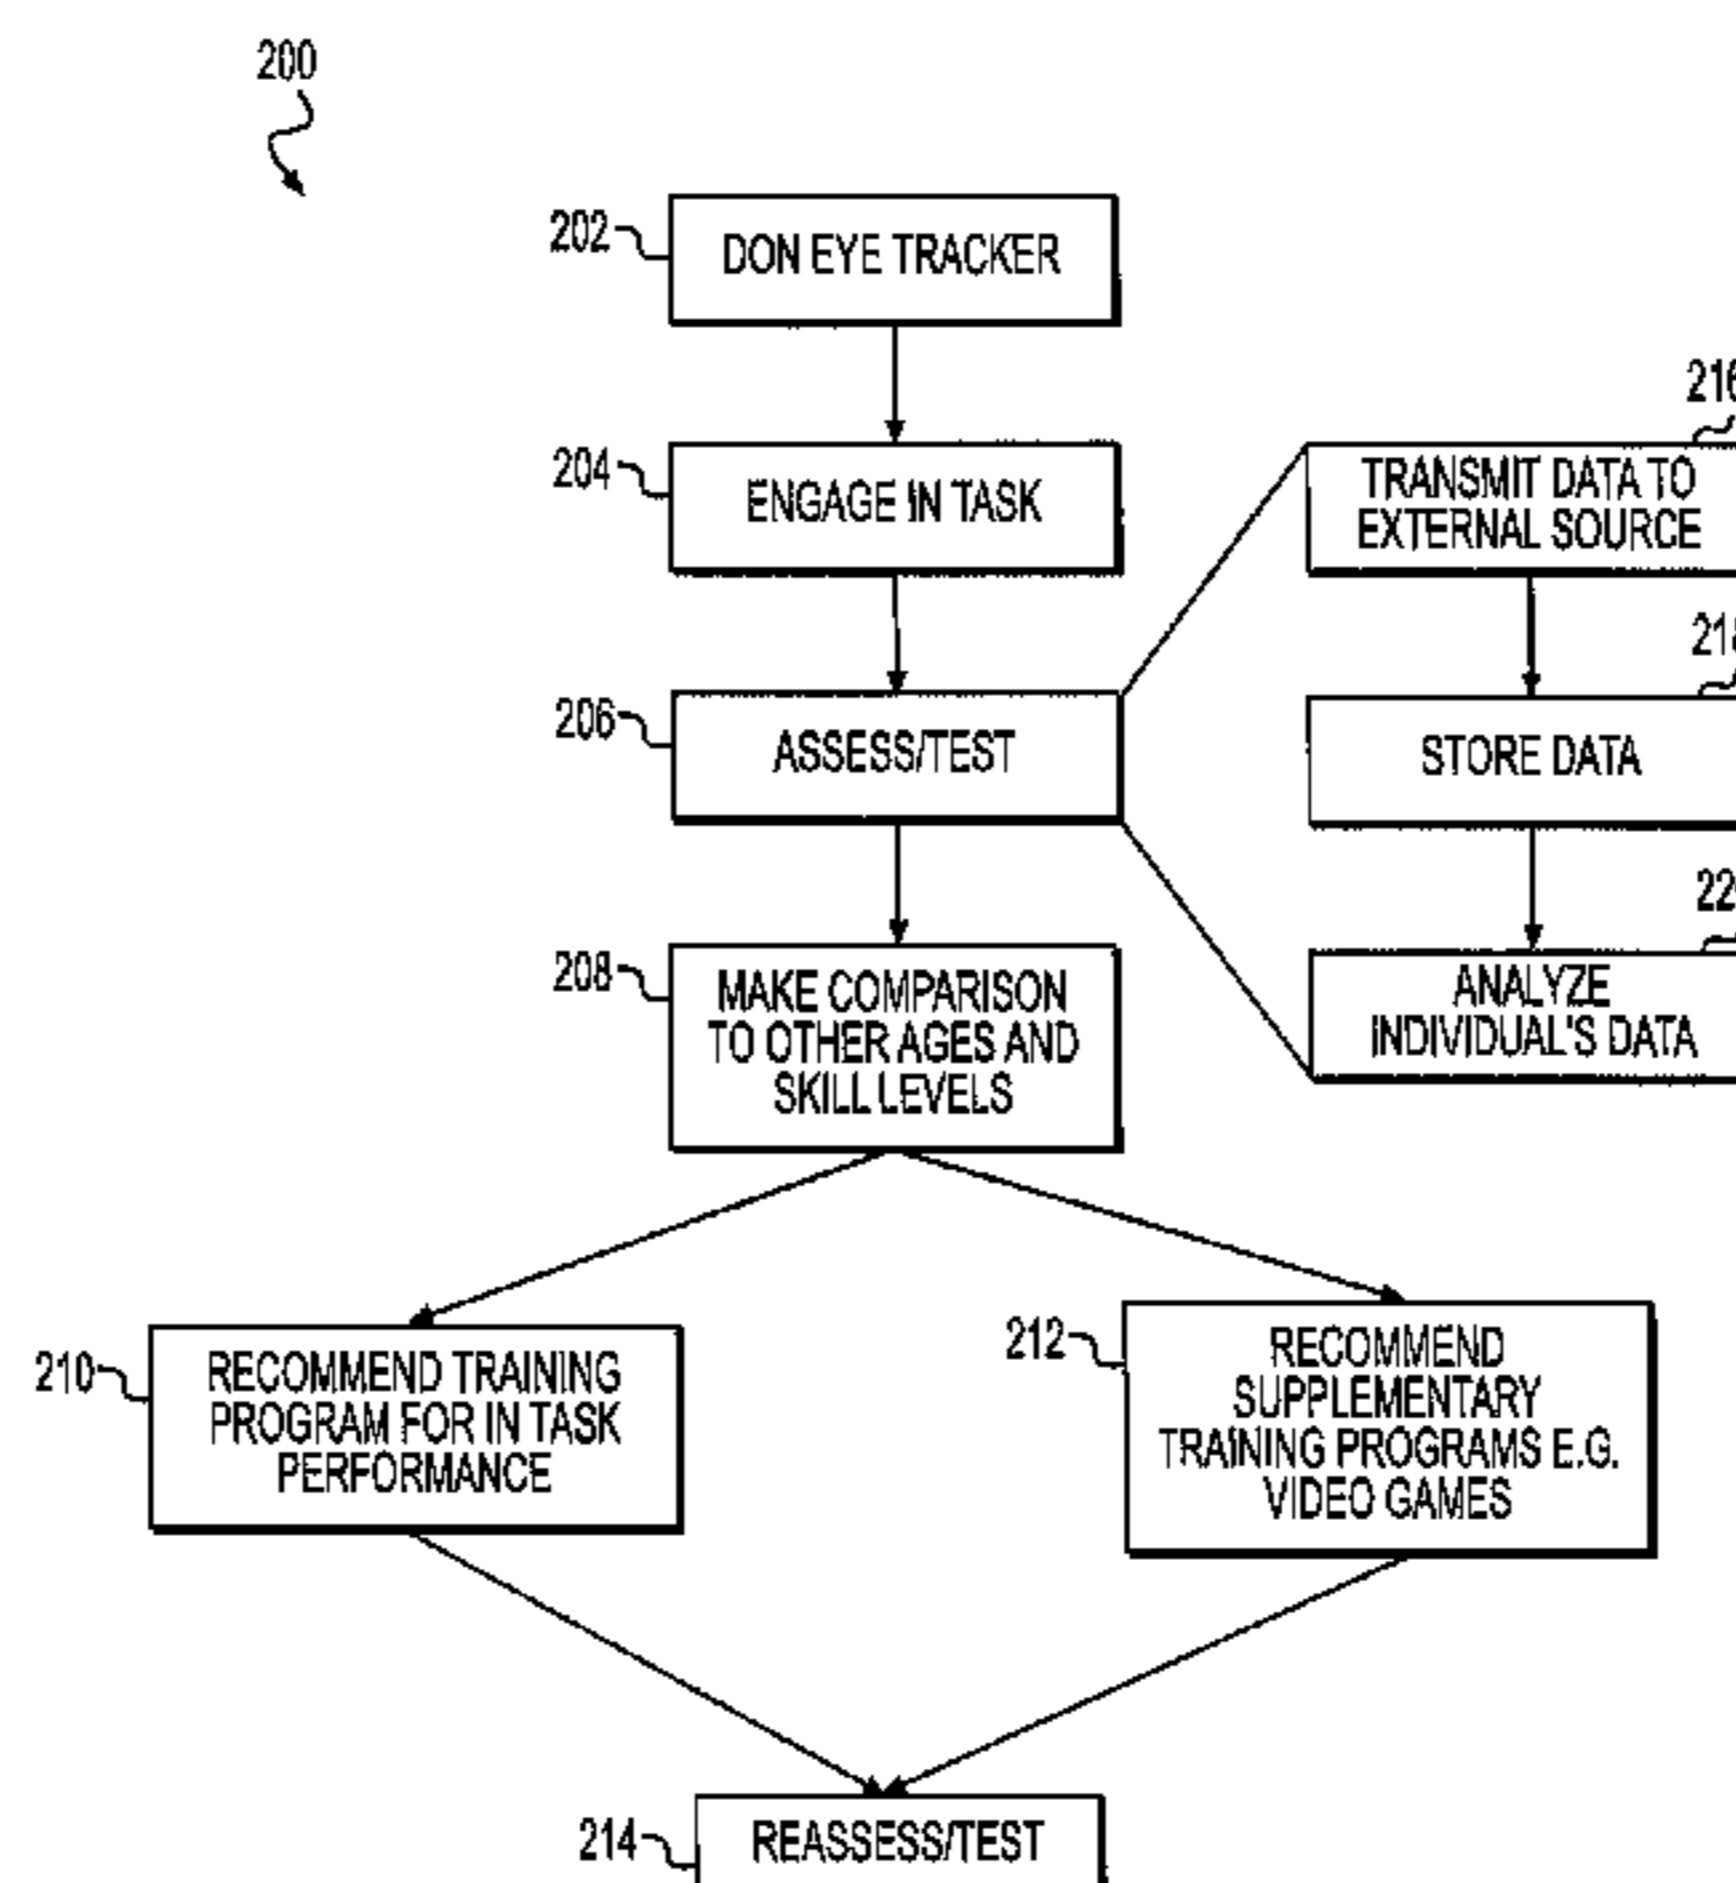 200
202
DON EYE TRACKER
204
ENGAGE IN TASK
216
TRANSMIT DATA TO
EXTERNAL SOURCE
206
ASSESS/TEST
218
STORE DATA
208
MAKE COMPARISON
TO OTHER AGES AND
SKILL LEVELS
ANALYZE
INDIVIDUAL'S DATA
210
RECOMMEND TRAINING
PROGRAM FOR IN TASK
PERFORMANCE
212
RECOMMEND
SUPPLEMENTARY
TRAINING PROGRAMS E.G.
VIDEO GAMES
214
REASSESS/TEST